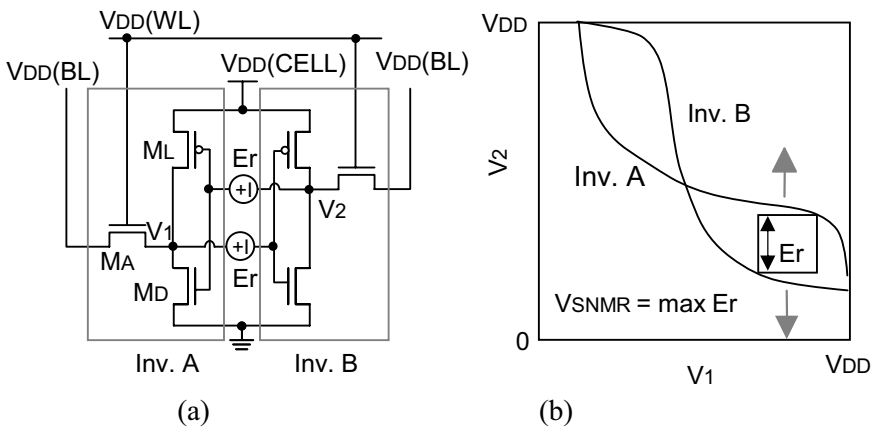 VDD(WL)
VDD(BL)
VDD(CELL)
VDD(BL)
ML
Er
V2
V1
MA
Er
MD
Inv. A
Inv. B
(a)
VDD
V2
Inv. B
Inv. A
Er
VSNMR = max Er
0
V1
VDD
(b)